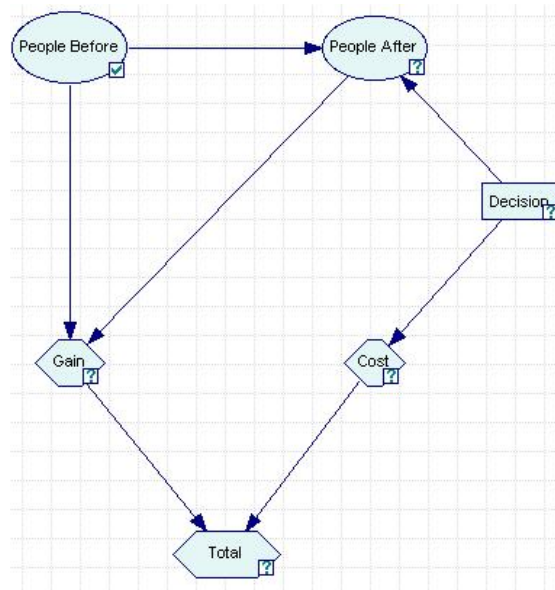 People Before
People After
?
Decision
?
Gain
?
Cost
?
Total
?